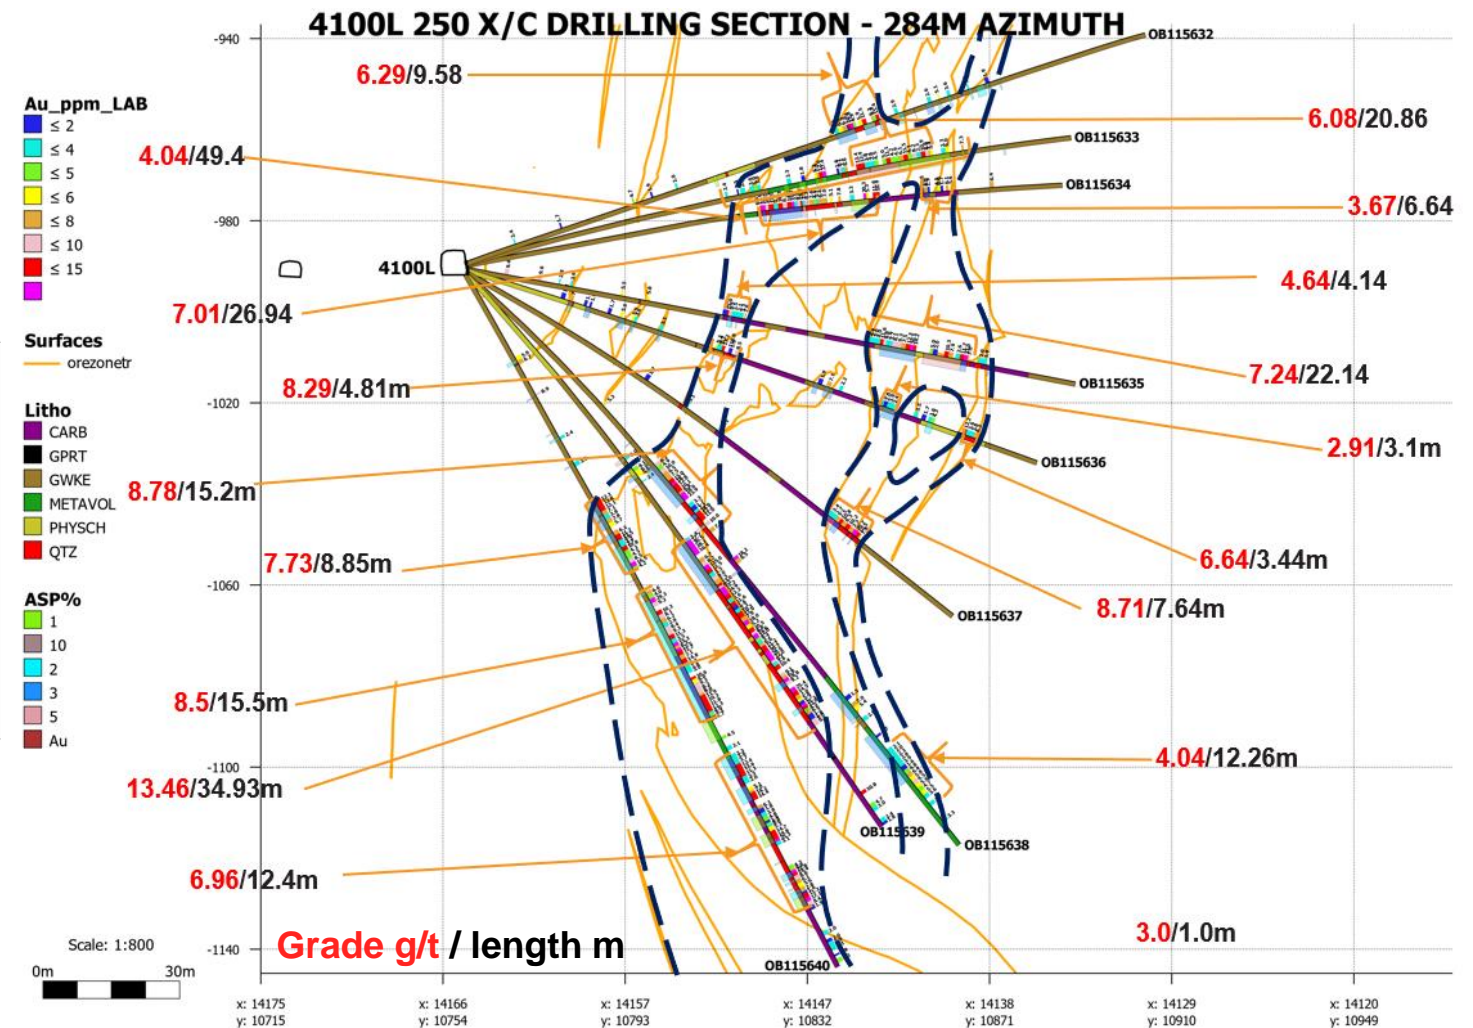 4100L 250 X/C DRILLING SECTION - 284M AZIMUTH
-940
-980
-1020
-1060
-1100
-1140
Au_ppm_LAB
≤ 2
≤ 4
≤ 5
≤ 6
≤ 8
≤ 10
≤ 15
Surfaces
orezonetr
Litho
CARB
GPRT
GWKE
METAVOL
PHYSCH
QTZ
ASP%
1
10
2
3
5
Au
Scale: 1:800
0m 30m
6.29/9.58
4.04/49.4
7.01/26.94
8.29/4.81m
8.78/15.2m
7.73/8.85m
8.5/15.5m
13.46/34.93m
6.96/12.4m
4100L
OB115632
OB115633
OB115634
OB115635
OB115636
OB115637
OB115638
OB115639
OB115640
6.08/20.86
3.67/6.64
4.64/4.14
7.24/22.14
2.91/3.1m
6.64/3.44m
8.71/7.64m
4.04/12.26m
3.0/1.0m
Grade g/t / length m
x: 14175 x: 14166 x: 14157 x: 14147 x: 14138 x: 14129 x: 14120
y: 10715 y: 10754 y: 10793 y: 10832 y: 10871 y: 10910 y: 10949